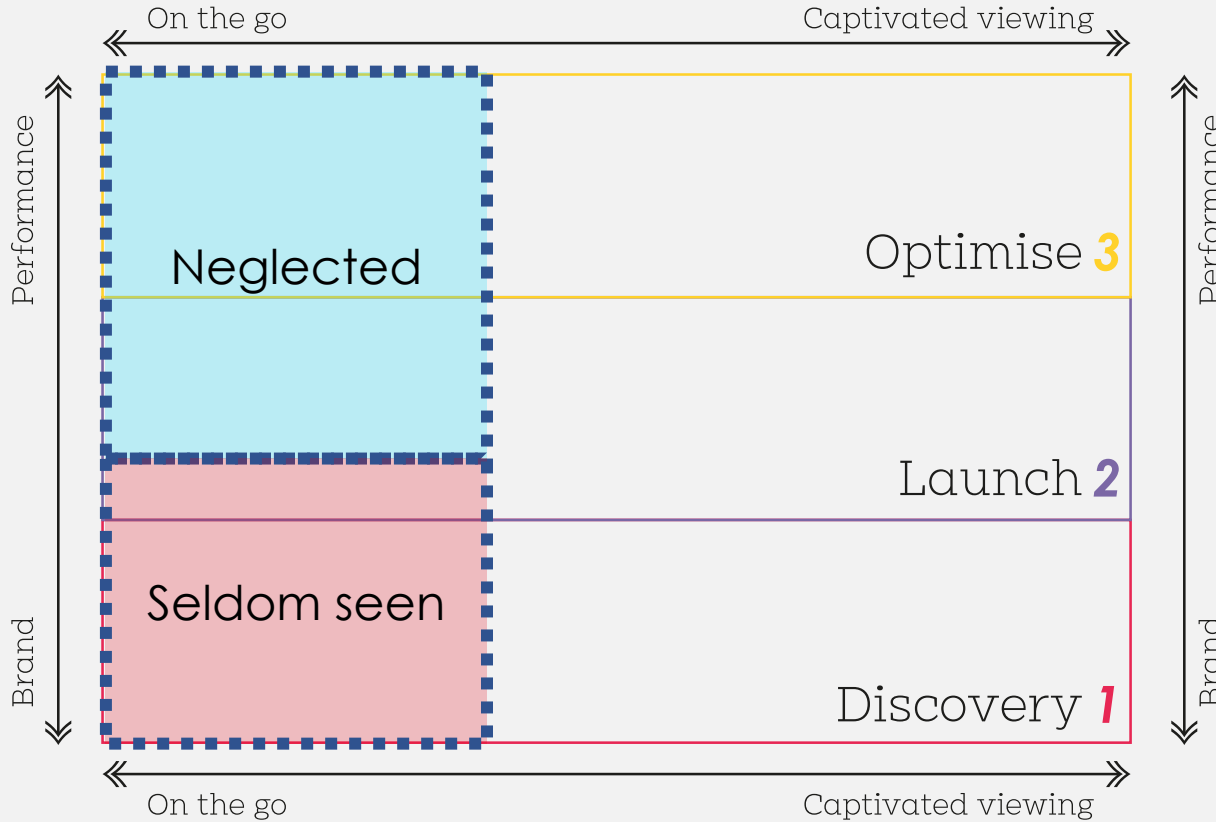 On the go
Captivated viewing
Performance
Performance
Neglected
Optimise 3
Launch 2
Seldom seen
Brand
Brand
Discovery 1
On the go
Captivated viewing